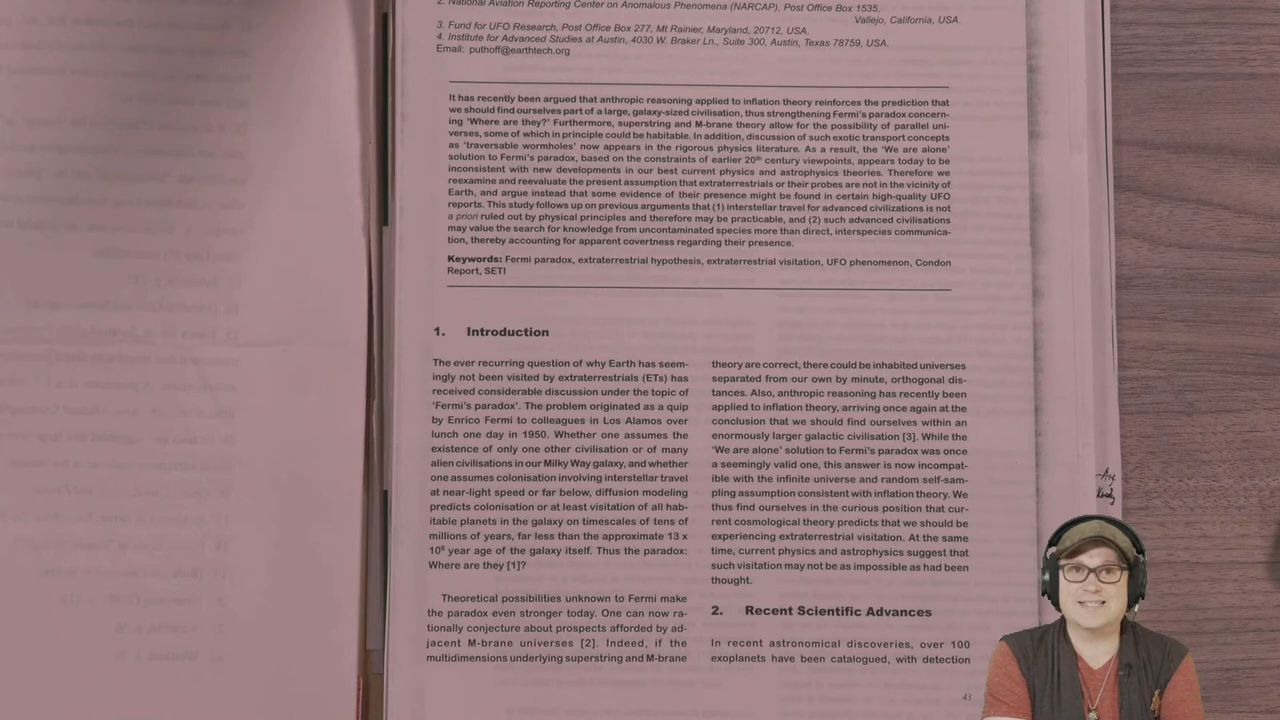 2. National Aviation Reporting Center on Anomalous Phenomena (NARCAP), Post Office Box 1535,
Vallejo, California, USA.
3. Fund for UFO Research, Post Office Box 277, Mt Rainier, Maryland, 20712, USA.
4. Institute for Advanced Studies at Austin, 4030 W. Braker Ln., Suite 300, Austin, Texas 78759, USA.
Email: puthoff@earthtech.org
It has recently been argued that anthropic reasoning applied to inflation theory reinforces the prediction that
we should find ourselves part of a large, galaxy-sized civilisation, thus strengthening Fermi's paradox concern-
ing 'Where are they?' Furthermore, superstring and M-brane theory allow for the possibility of parallel uni-
verses, some of which in principle could be habitable. In addition, discussion of such exotic transport concepts
as 'traversable wormholes' now appears in the rigorous physics literature. As a result, the 'We are alone'
solution to Fermi's paradox, based on the constraints of earlier 20th century viewpoints, appears today to be
inconsistent with new developments in our best current physics and astrophysics theories. Therefore we
reexamine and reevaluate the present assumption that extraterrestrials or their probes are not in the vicinity of
Earth, and argue instead that some evidence of their presence might be found in certain high-quality UFO
reports. This study follows up on previous arguments that (1) interstellar travel for advanced civilizations is not
a priori ruled out by physical principles and therefore may be practicable, and (2) such advanced civilisations
may value the search for knowledge from uncontaminated species more than direct, interspecies communica-
tion, thereby accounting for apparent covertness regarding their presence.
Keywords: Fermi paradox, extraterrestrial hypothesis, extraterrestrial visitation, UFO phenomenon, Condon
Report, SETI
1. Introduction
The ever recurring question of why Earth has seem-
ingly not been visited by extraterrestrials (ETs) has
received considerable discussion under the topic of
'Fermi's paradox'. The problem originated as a quip
by Enrico Fermi to colleagues in Los Alamos over
lunch one day in 1950. Whether one assumes the
existence of only one other civilisation or of many
alien civilisations in our Milky Way galaxy, and whether
one assumes colonisation involving interstellar travel
at near-light speed or far below, diffusion modeling
predicts colonisation or at least visitation of all hab-
itable planets in the galaxy on timescales of tens of
millions of years, far less than the approximate 13 x
10⁹ year age of the galaxy itself. Thus the paradox:
Where are they [1]?
Theoretical possibilities unknown to Fermi make
the paradox even stronger today. One can now ra-
tionally conjecture about prospects afforded by ad-
jacent M-brane universes [2]. Indeed, if the
multidimensions underlying superstring and M-brane
theory are correct, there could be inhabited universes
separated from our own by minute, orthogonal dis-
tances. Also, anthropic reasoning has recently been
applied to inflation theory, arriving once again at the
conclusion that we should find ourselves within an
enormously larger galactic civilisation [3]. While the
'We are alone' solution to Fermi's paradox was once
a seemingly valid one, this answer is now incompat-
ible with the infinite universe and random self-sam-
pling assumption consistent with inflation theory. We
thus find ourselves in the curious position that cur-
rent cosmological theory predicts that we should be
experiencing extraterrestrial visitation. At the same
time, current physics and astrophysics suggest that
such visitation may not be as impossible as had been
thought.
2. Recent Scientific Advances
In recent astronomical discoveries, over 100
exoplanets have been catalogued, with detection
43